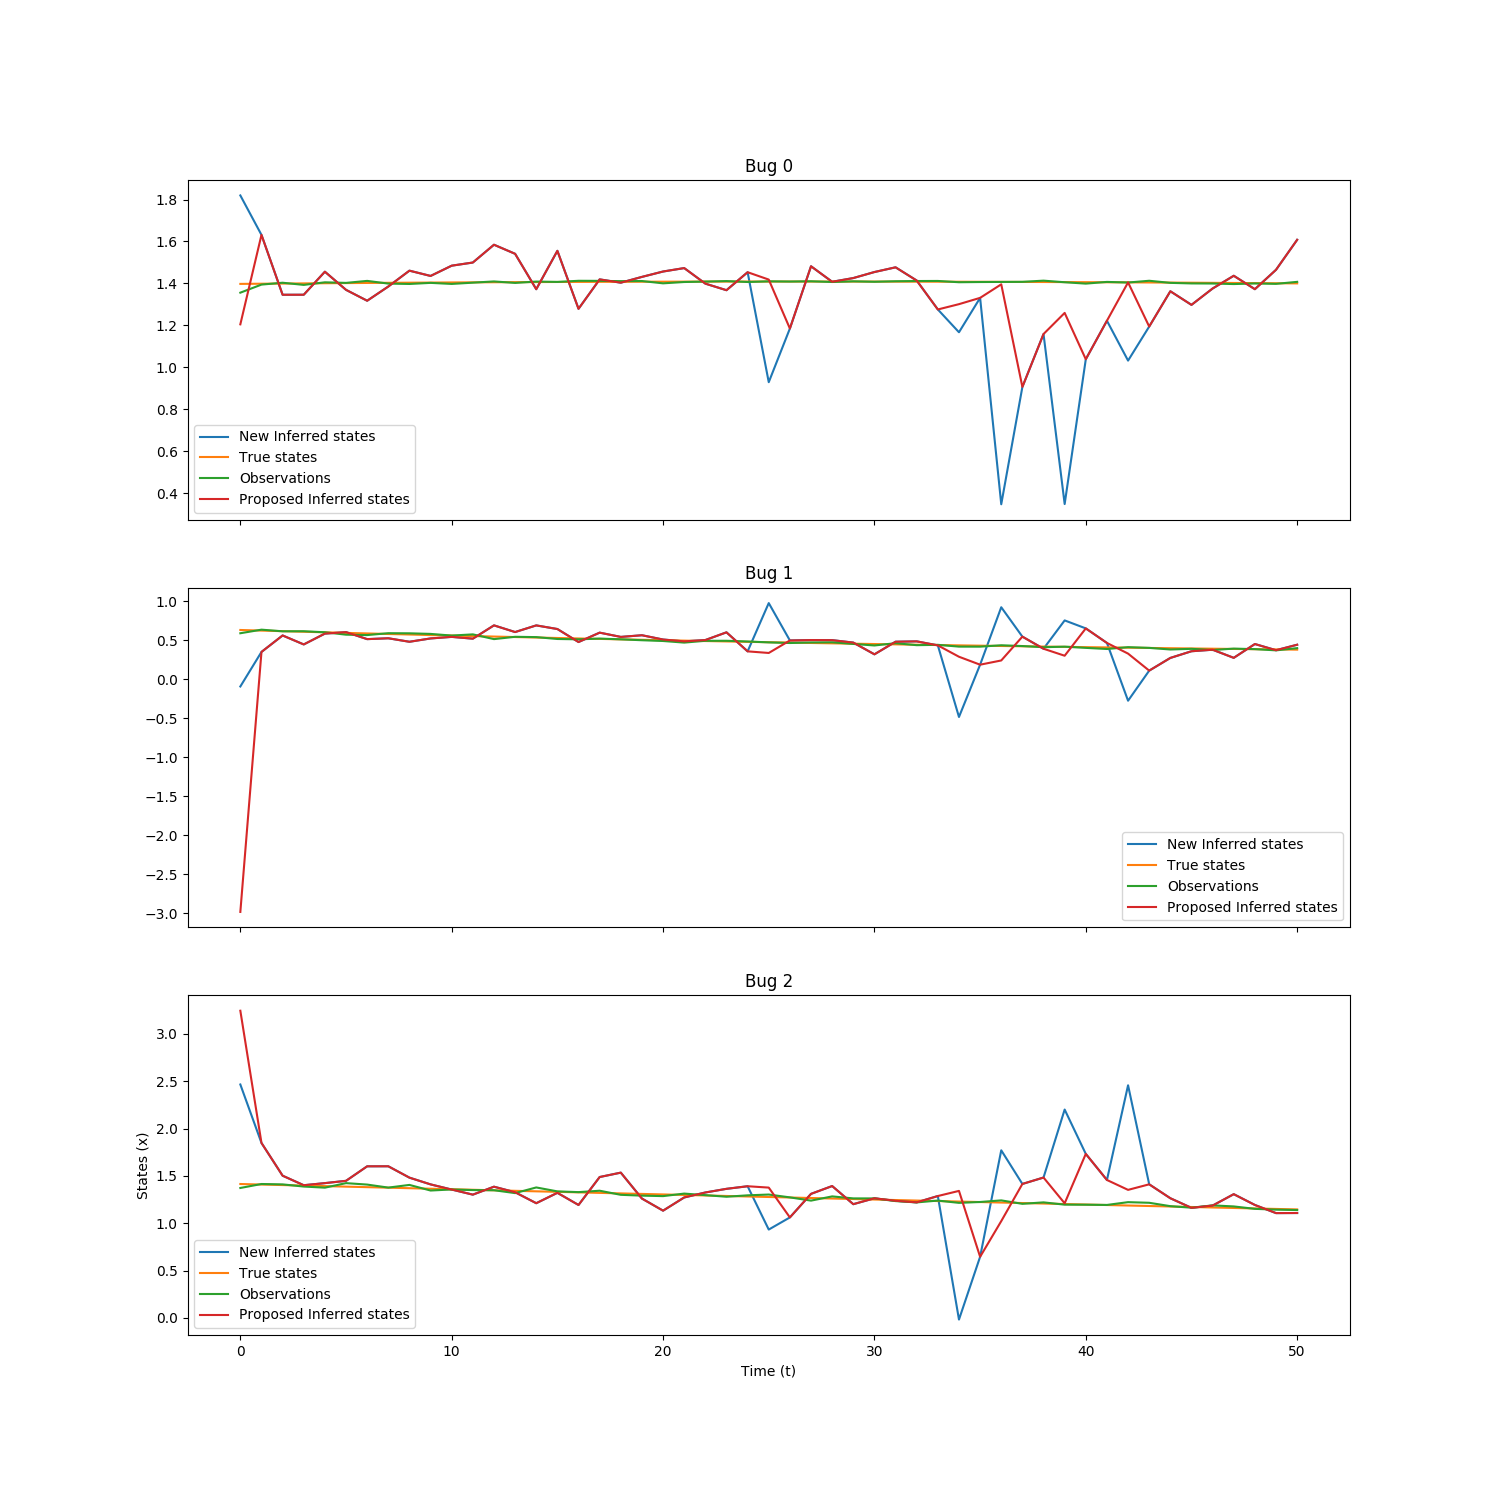 Bug 0
1.8
1.6
1.4
1.2
1.0
0.8
0.6
0.4
New Inferred states
True states
Observations
Proposed Inferred states
Bug 1
1.0
0.5
0.0
−0.5
−1.0
−1.5
−2.0
−2.5
−3.0
New Inferred states
True states
Observations
Proposed Inferred states
Bug 2
States (x)
3.0
2.5
2.0
1.5
1.0
0.5
0.0
New Inferred states
True states
Observations
Proposed Inferred states
0 10 20 30 40 50
Time (t)